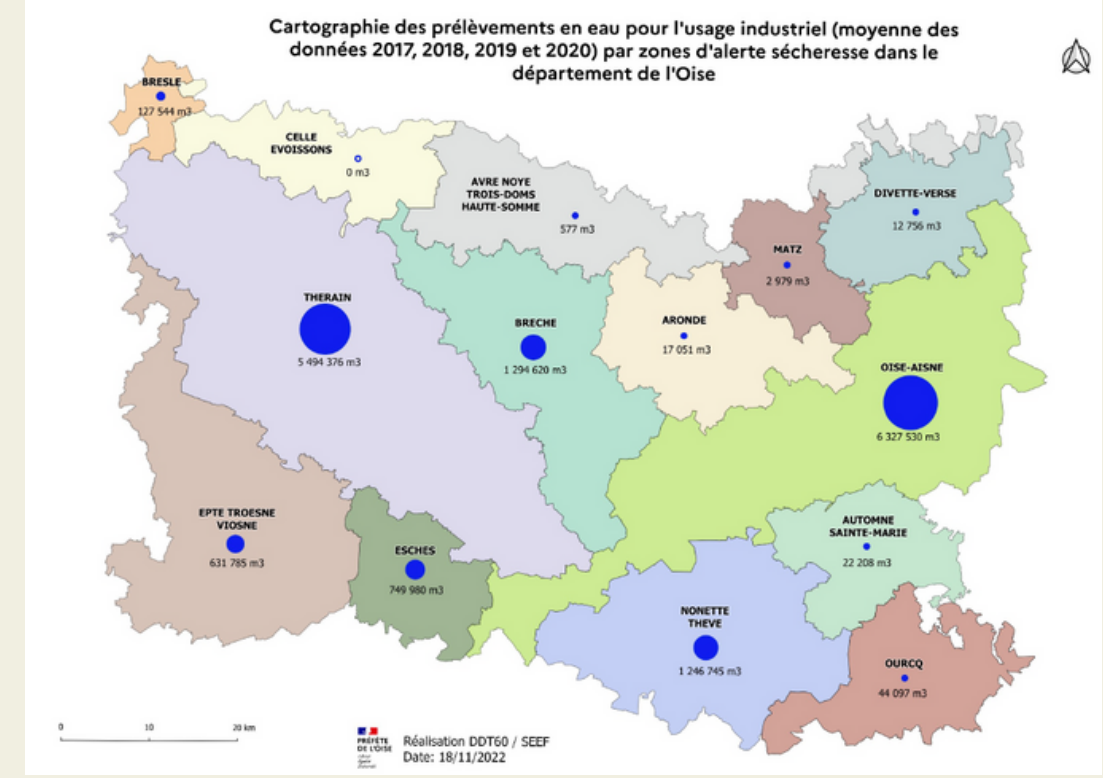 Cartographie des prélèvements en eau pour l'usage industriel (moyenne des
données 2017, 2018, 2019 et 2020) par zones d'alerte sécheresse dans le
département de l'Oise
BRESLE
127 544 m3
CELLE
EVOISSONS
0 m3
AVRE NOYE
TROIS-DOMS
HAUTE-SOMME
577 m3
DIVETTE-VERSE
12 756 m3
MATZ
2 979 m3
THERAIN
5 494 376 m3
BRECHE
1 294 620 m3
ARONDE
17 051 m3
OISE-AISNE
6 327 530 m3
EPTE TROESNE
VIOSNE
631 785 m3
ESCHES
749 980 m3
AUTOMNE
SAINTE-MARIE
22 208 m3
NONETTE
THEVE
1 246 745 m3
OURCQ
44 097 m3
0 10 20 km
PRÉFÈTE
DE L'OISE
Réalisation DDT60 / SEEF
Date: 18/11/2022